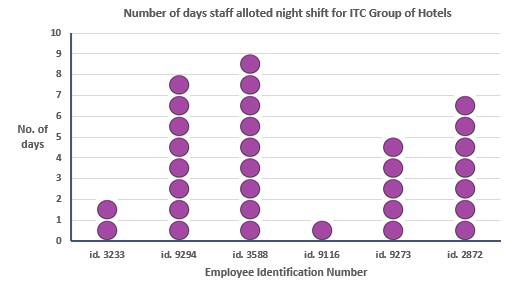 Number of days staff alloted night shift for ITC Group of Hotels
10
9
8
7
6
5
4
3
2
1
0
No. of
days
id. 3233 id. 9294 id. 3588 id. 9116 id. 9273 id. 2872
Employee Identification Number